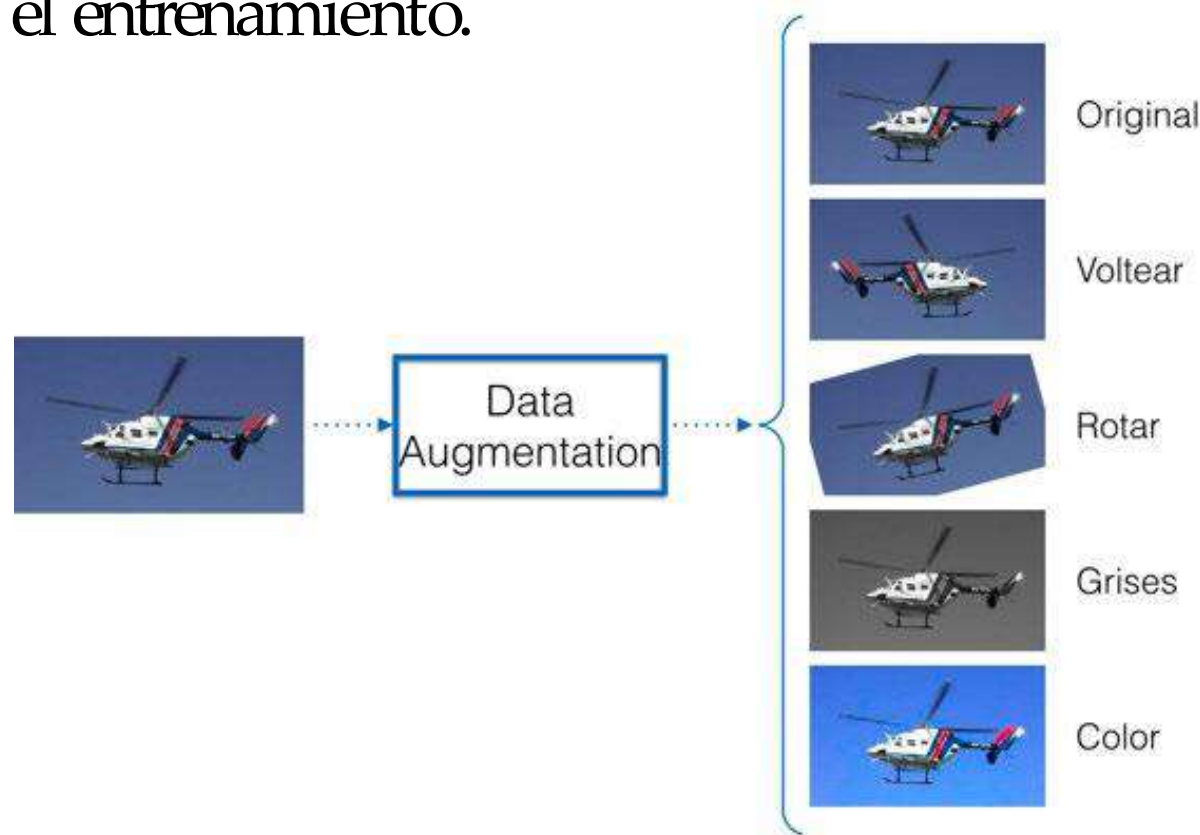 el entrenamiento.
Data
Augmentation
Original
Voltear
Rotar
Grises
Color